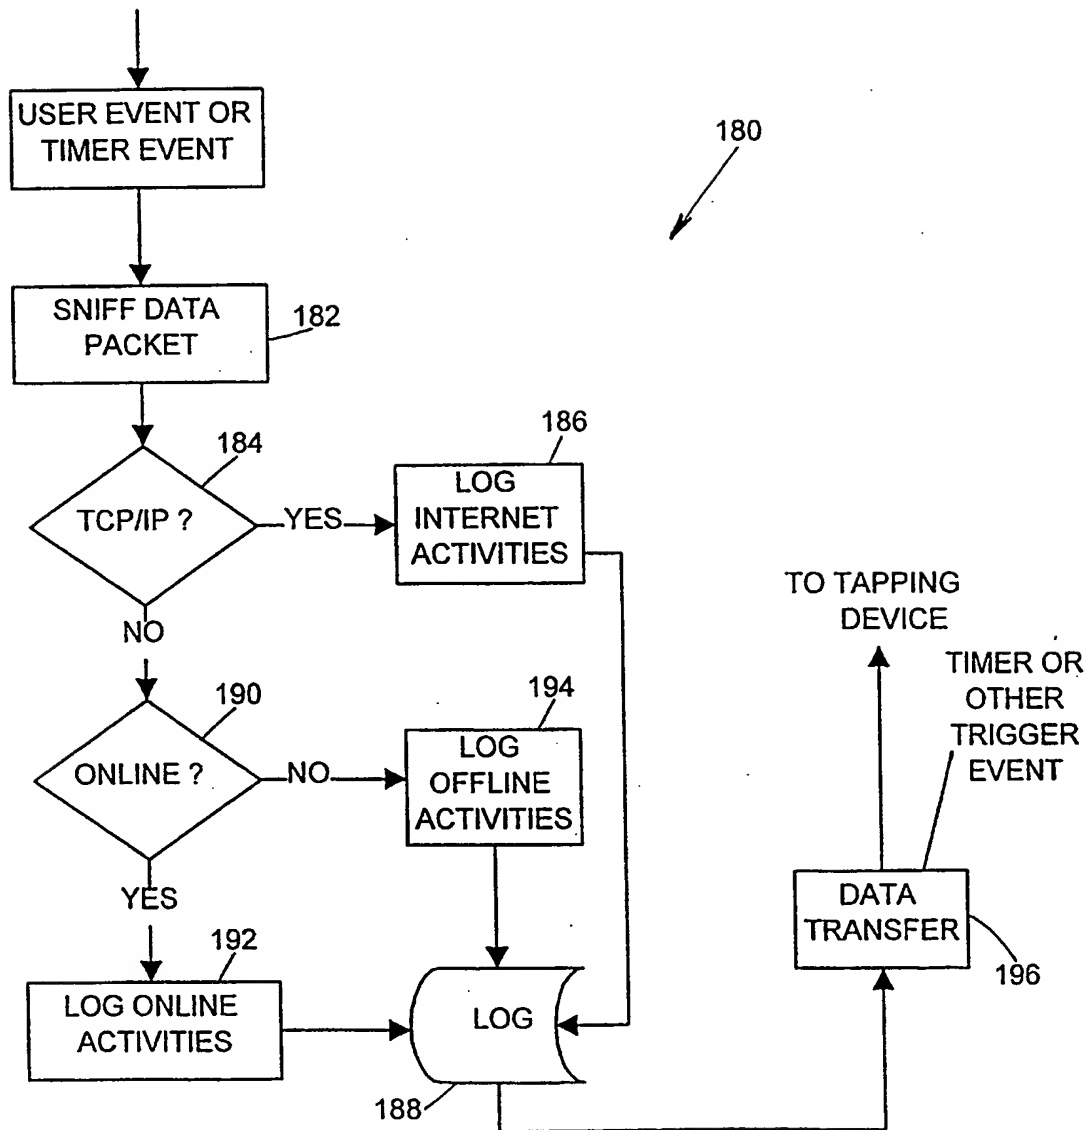 USER EVENT OR
TIMER EVENT
180
SNIFF DATA
PACKET
182
184
TCP/IP ?
YES
186
LOG
INTERNET
ACTIVITIES
NO
190
ONLINE ?
NO
194
LOG
OFFLINE
ACTIVITIES
YES
192
LOG ONLINE
ACTIVITIES
LOG
188
TO TAPPING
DEVICE
TIMER OR
OTHER
TRIGGER
EVENT
DATA
TRANSFER
196